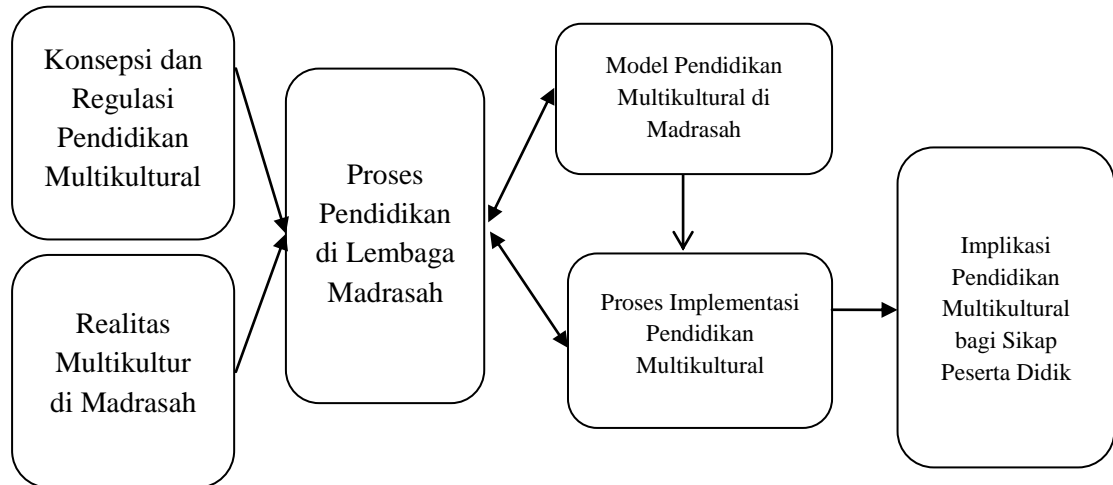 Konsepsi dan
Regulasi
Pendidikan
Multikultural
Realitas
Multikultur
di Madrasah
Proses
Pendidikan
di Lembaga
Madrasah
Model Pendidikan
Multikultural di
Madrasah
Proses Implementasi
Pendidikan
Multikultural
Implikasi
Pendidikan
Multikultural
bagi Sikap
Peserta Didik